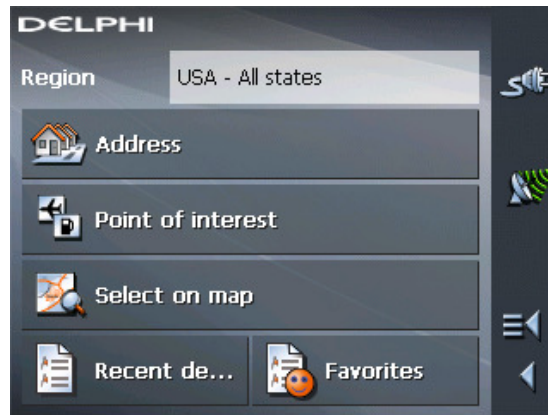 DELPHI
Region USA - All states
Address
Point of interest
Select on map
Recent de... Favorites